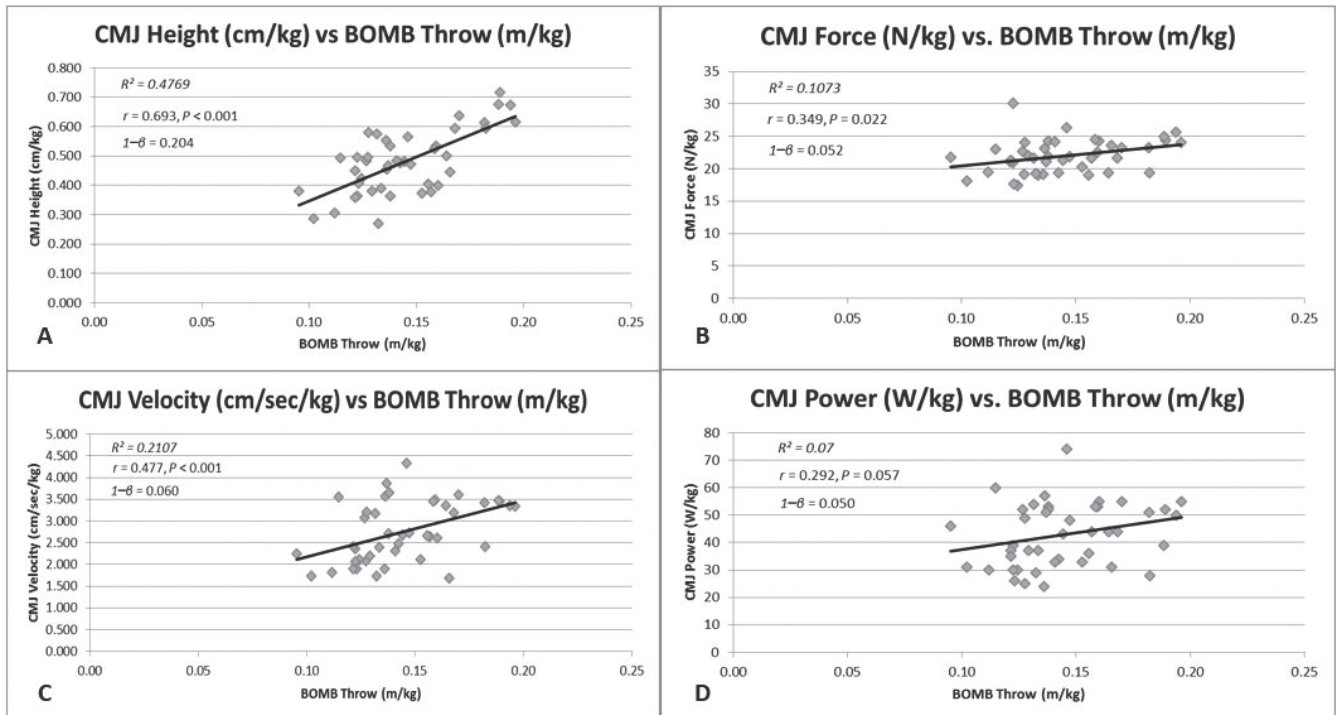 CMJ Height (cm/kg) vs BOMB Throw (m/kg)
CMJ Height (cm/kg)
0.800
0.700
0.600
0.500
0.400
0.300
0.200
0.100
0.000
R² = 0.4769
r = 0.693, P < 0.001
1–β = 0.204
0.00 0.05 0.10 0.15 0.20 0.25
BOMB Throw (m/kg)
A
CMJ Force (N/kg) vs. BOMB Throw (m/kg)
CMJ Force (N/kg)
35
30
25
20
15
10
5
0
R² = 0.1073
r = 0.349, P = 0.022
1–β = 0.052
0.00 0.05 0.10 0.15 0.20 0.25
BOMB Throw (m/kg)
B
CMJ Velocity (cm/sec/kg) vs BOMB Throw (m/kg)
CMJ Velocity (cm/sec/kg)
5.000
4.500
4.000
3.500
3.000
2.500
2.000
1.500
1.000
0.500
0.000
R² = 0.2107
r = 0.477, P < 0.001
1–β = 0.060
0.00 0.05 0.10 0.15 0.20 0.25
BOMB Throw (m/kg)
C
CMJ Power (W/kg) vs. BOMB Throw (m/kg)
CMJ Power (W/kg)
80
70
60
50
40
30
20
10
0
R² = 0.07
r = 0.292, P = 0.057
1–β = 0.050
0.00 0.05 0.10 0.15 0.20 0.25
BOMB Throw (m/kg)
D